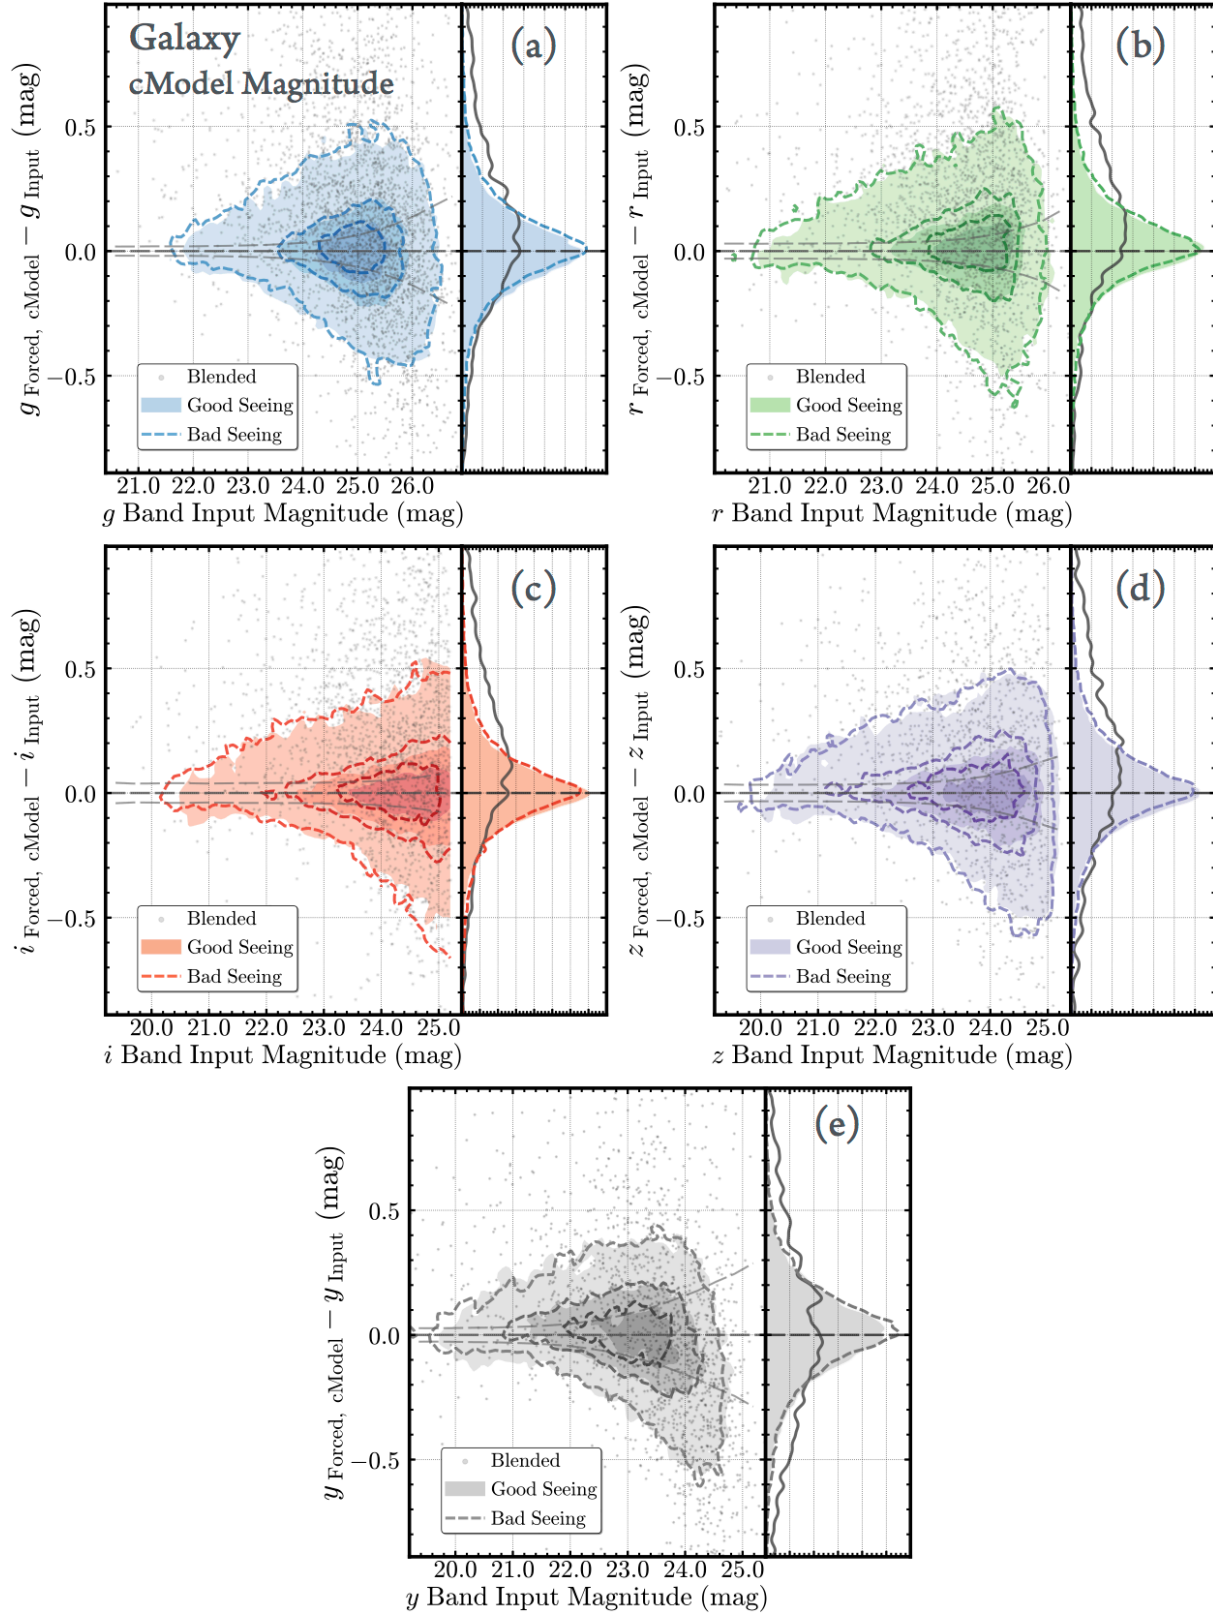 Galaxy
cModel Magnitude
(a)
g Forced, cModel − g Input (mag)
0.5
0.0
−0.5
Blended
Good Seeing
Bad Seeing
21.0 22.0 23.0 24.0 25.0 26.0
g Band Input Magnitude (mag)
(b)
r Forced, cModel − r Input (mag)
0.5
0.0
−0.5
Blended
Good Seeing
Bad Seeing
21.0 22.0 23.0 24.0 25.0 26.0
r Band Input Magnitude (mag)
(c)
i Forced, cModel − i Input (mag)
0.5
0.0
−0.5
Blended
Good Seeing
Bad Seeing
20.0 21.0 22.0 23.0 24.0 25.0
i Band Input Magnitude (mag)
(d)
z Forced, cModel − z Input (mag)
0.5
0.0
−0.5
Blended
Good Seeing
Bad Seeing
20.0 21.0 22.0 23.0 24.0 25.0
z Band Input Magnitude (mag)
(e)
y Forced, cModel − y Input (mag)
0.5
0.0
−0.5
Blended
Good Seeing
Bad Seeing
20.0 21.0 22.0 23.0 24.0 25.0
y Band Input Magnitude (mag)